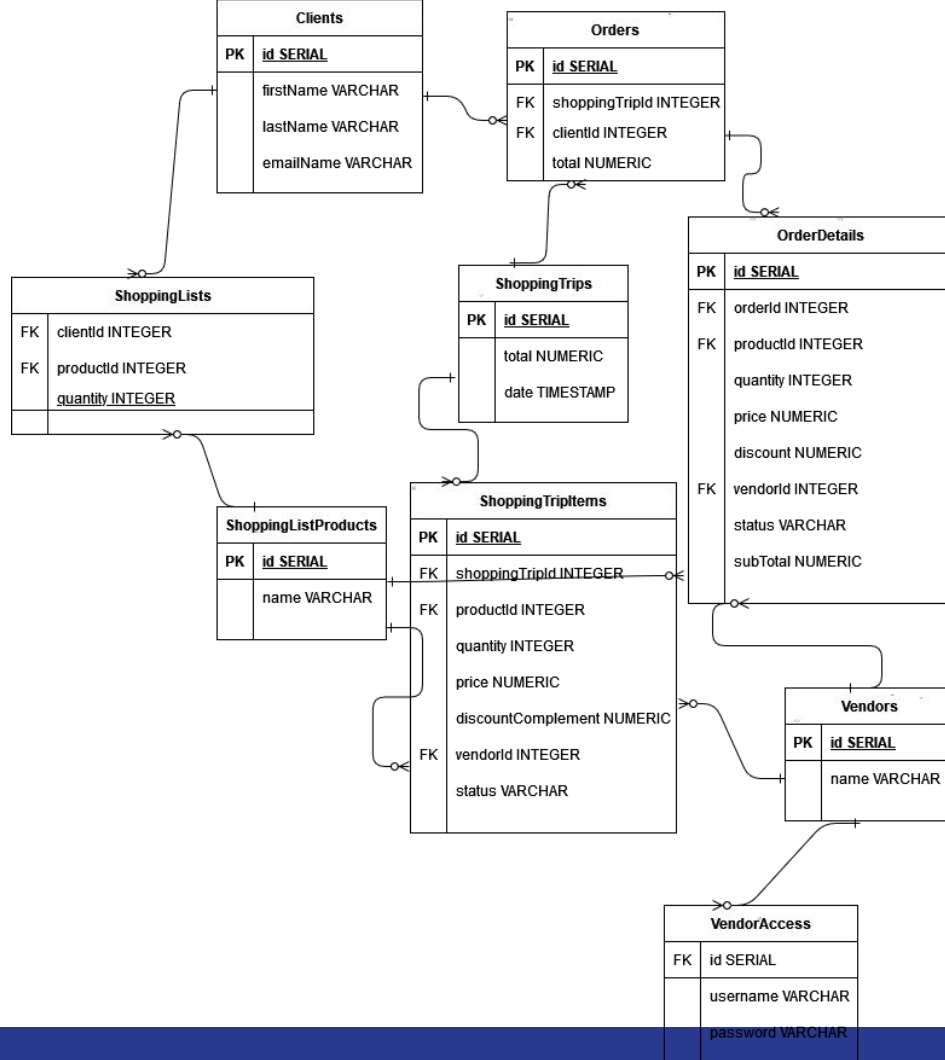 Clients
PK id SERIAL
firstName VARCHAR
lastName VARCHAR
emailName VARCHAR
Orders
PK id SERIAL
FK shoppingTripId INTEGER
FK clientId INTEGER
total NUMERIC
OrderDetails
PK id SERIAL
FK orderId INTEGER
FK productId INTEGER
quantity INTEGER
price NUMERIC
discount NUMERIC
FK vendorId INTEGER
status VARCHAR
subTotal NUMERIC
ShoppingLists
FK clientId INTEGER
FK productId INTEGER
quantity INTEGER
ShoppingTrips
PK id SERIAL
total NUMERIC
date TIMESTAMP
ShoppingListProducts
PK id SERIAL
name VARCHAR
ShoppingTripItems
PK id SERIAL
FK shoppingTripId INTEGER
FK productId INTEGER
quantity INTEGER
price NUMERIC
discountComplement NUMERIC
FK vendorId INTEGER
status VARCHAR
Vendors
PK id SERIAL
name VARCHAR
VendorAccess
FK id SERIAL
username VARCHAR
password VARCHAR